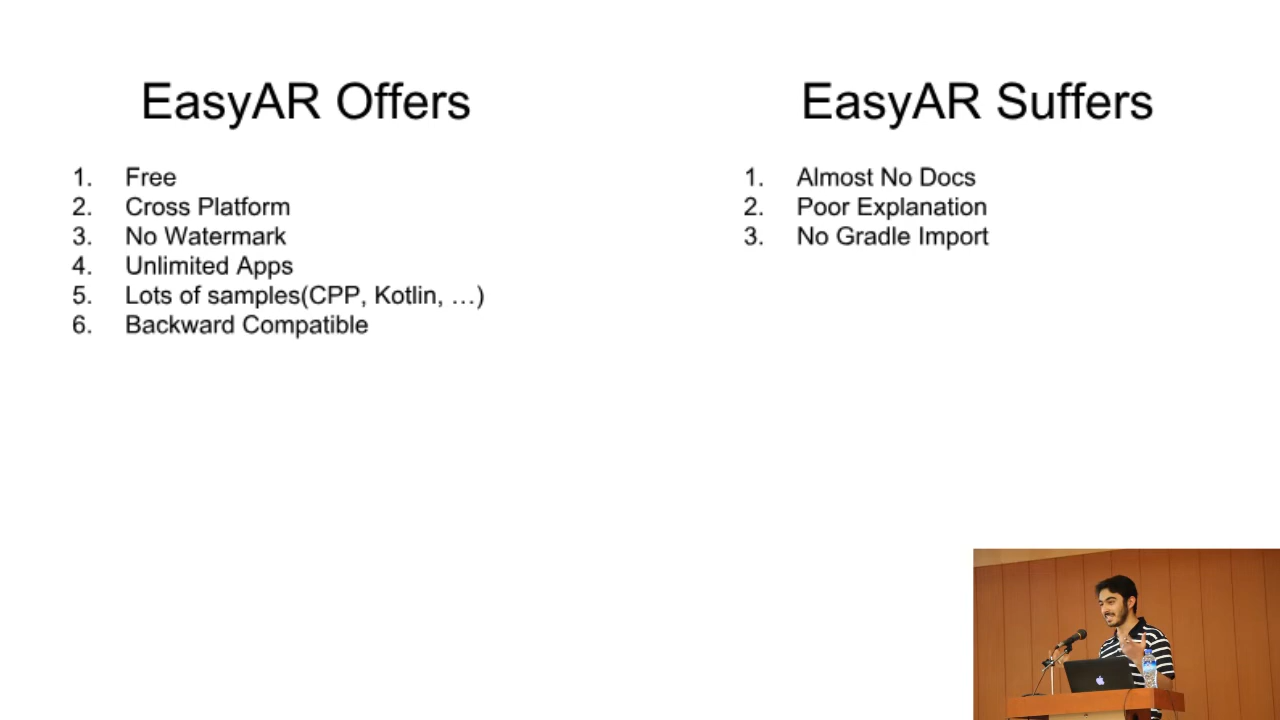 EasyAR Offers
1. Free
2. Cross Platform
3. No Watermark
4. Unlimited Apps
5. Lots of samples(CPP, Kotlin, …)
6. Backward Compatible
EasyAR Suffers
1. Almost No Docs
2. Poor Explanation
3. No Gradle Import